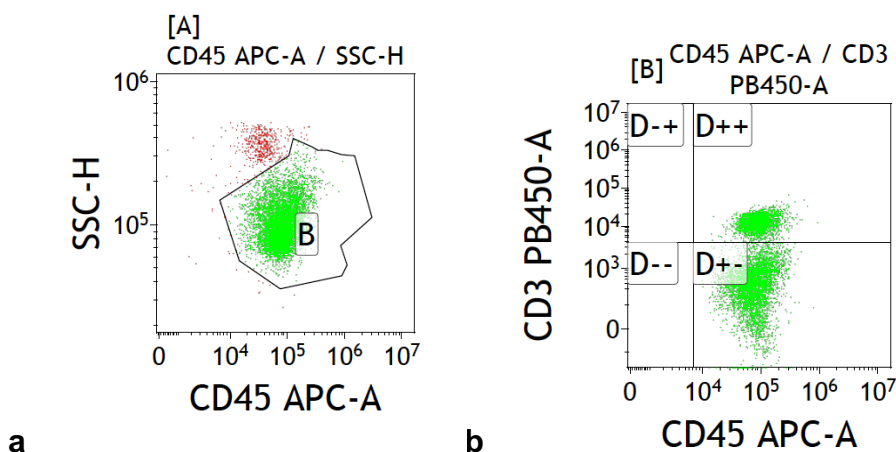 [A]
CD45 APC-A / SSC-H
10⁶
10⁵
SSC-H
B
0
10⁴
10⁵
10⁶
10⁷
CD45 APC-A
a
[B] CD45 APC-A / CD3
PB450-A
10⁷
10⁶
10⁵
10⁴
10³
0
CD3 PB450-A
D-+
D++
D--
D+-
0
10⁴
10⁵
10⁶
10⁷
CD45 APC-A
b